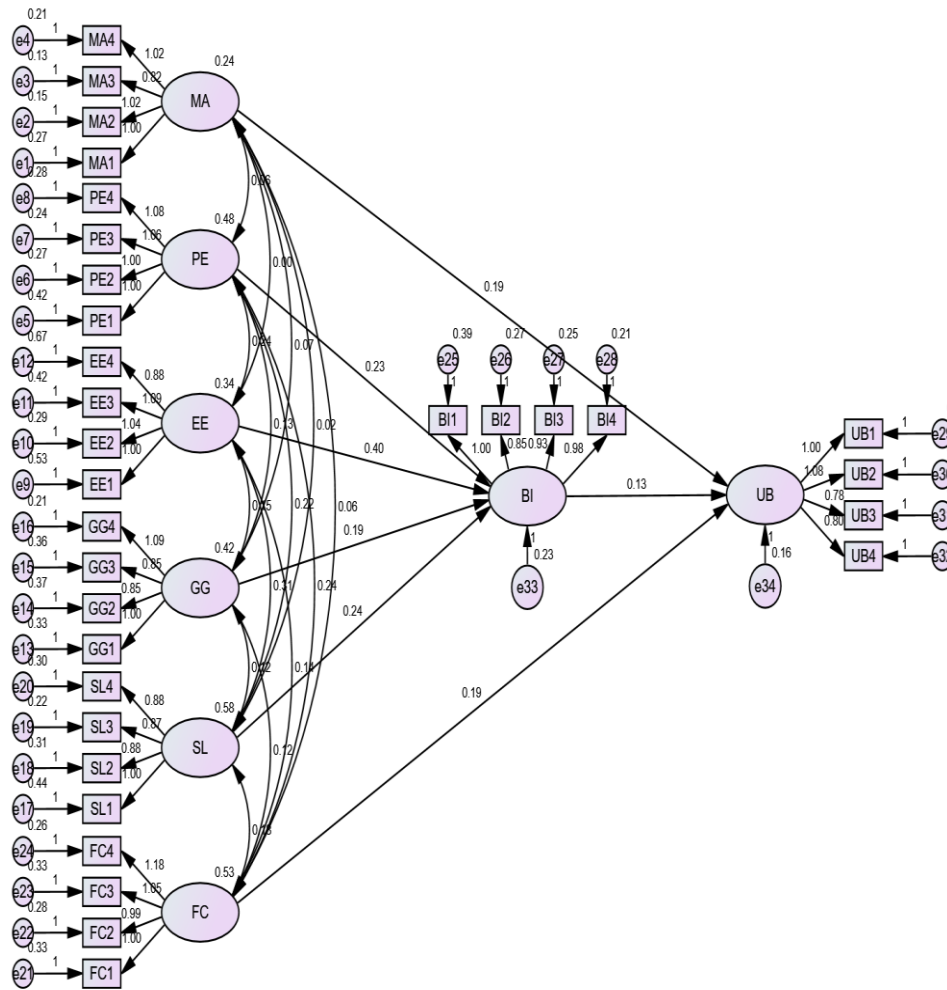 0.21
e4 1 MA4
0.13 1.02
e3 1 MA3 0.82
0.15
e2 1 MA2 1.02
0.27 1.00
e1 1 MA1
0.24
MA
0.28
e8 1 PE4
0.24 1.08
e7 1 PE3 1.06
0.27
e6 1 PE2 1.00
0.42 1.00
e5 1 PE1
0.48
PE
0.67
e12 1 EE4
0.42 0.88
e11 1 EE3 1.09
0.29
e10 1 EE2 1.04
0.53 1.00
e9 1 EE1
0.34
EE
0.21
e16 1 GG4
0.36 1.09
e15 1 GG3 0.85
0.37
e14 1 GG2 0.85
0.33 1.00
e13 1 GG1
0.42
GG
0.30
e20 1 SL4
0.22 0.88
e19 1 SL3 0.87
0.31
e18 1 SL2 0.88
0.44 1.00
e17 1 SL1
0.58
SL
0.26
e24 1 FC4
0.33 1.18
e23 1 FC3 1.05
0.28
e22 1 FC2 0.99
0.33 1.00
e21 1 FC1
0.53
FC
0.00
0.07
0.13
0.02
0.22
0.06
0.24
0.12
0.19
0.23
0.40
0.19
0.24
0.13
0.19
0.39 0.27 0.25 0.21
e25 e26 e27 e28
1 1 1 1
BI1 BI2 BI3 BI4
1.00 0.85 0.93 0.98
BI
1
0.23
e33
UB
1
0.16
e34
1.00 UB1 1
1.08 UB2 1
0.78 UB3 1
0.80 UB4 1